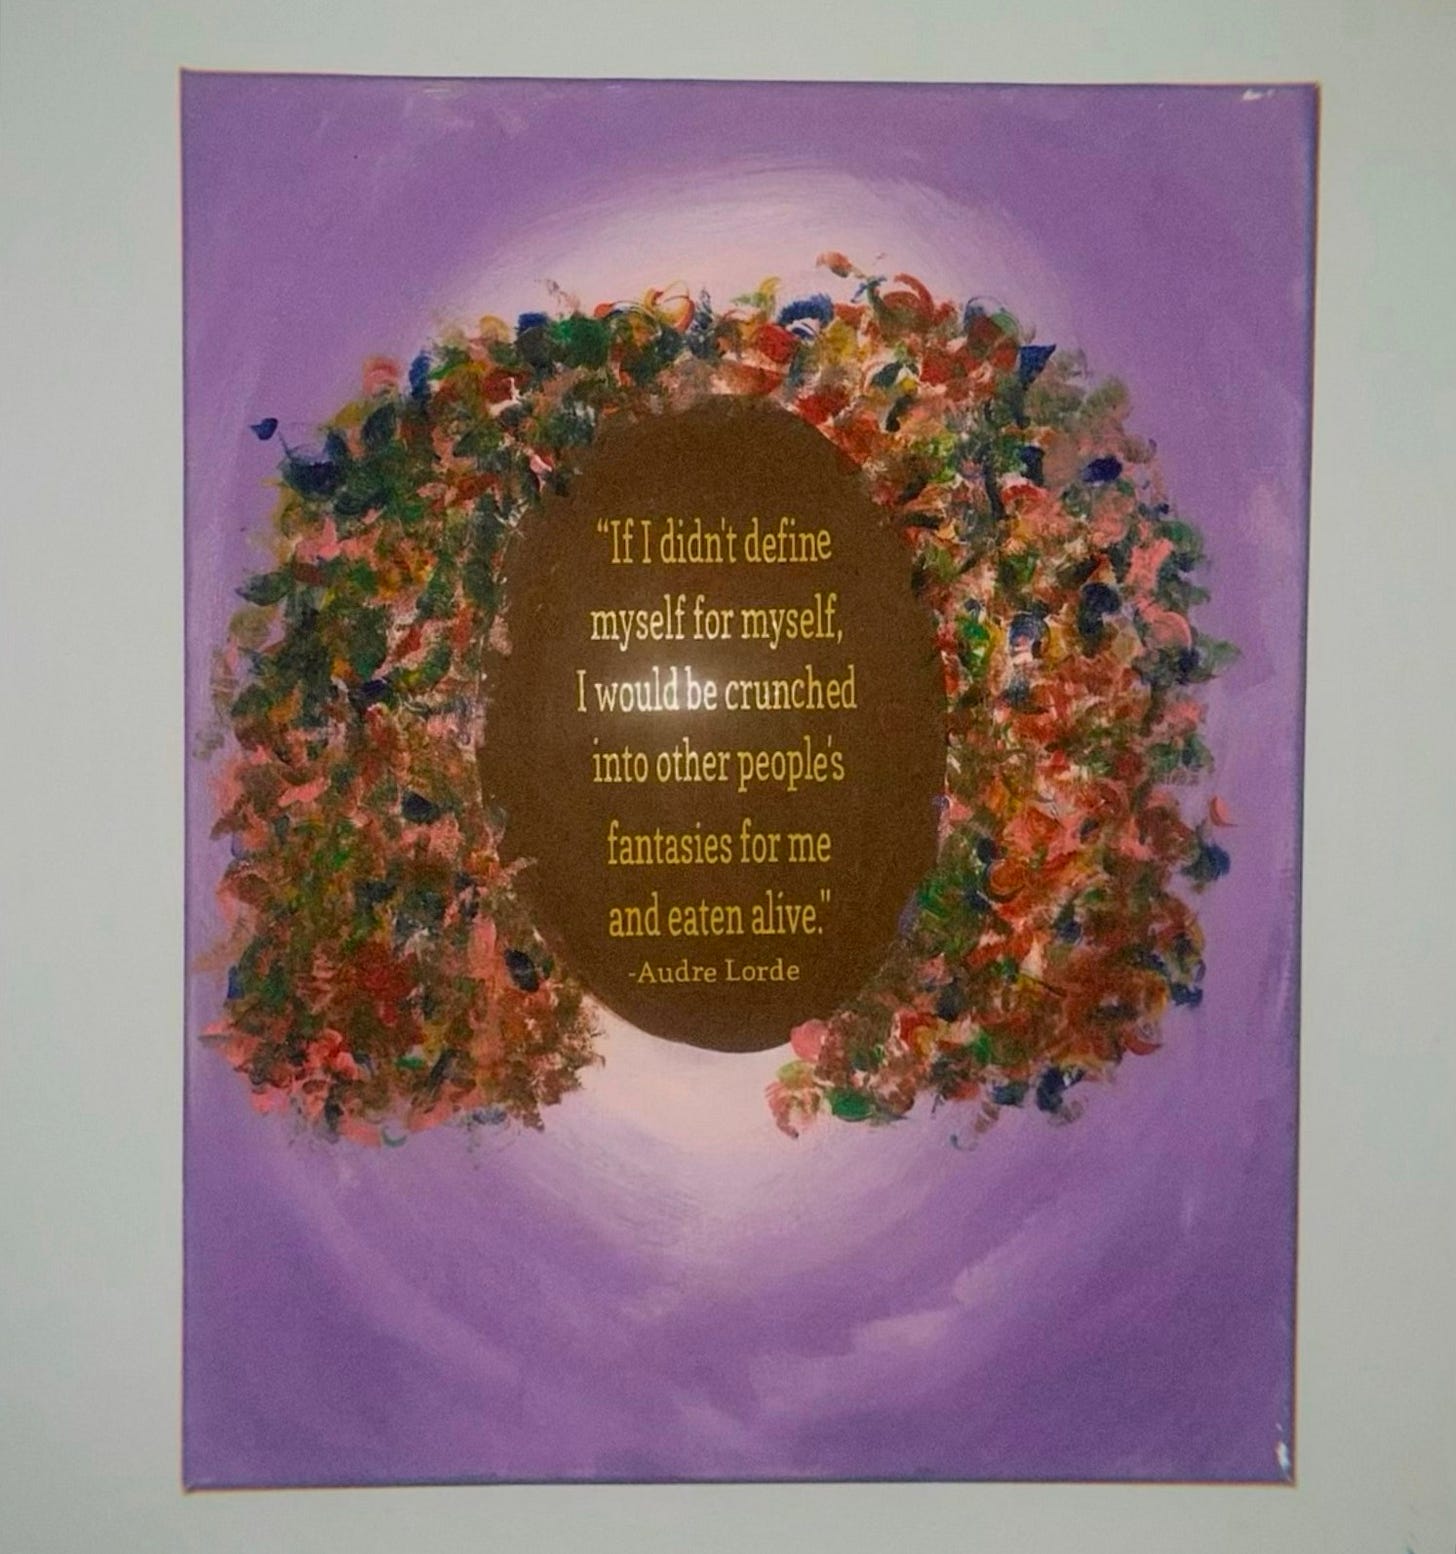 “If I didn't define
myself for myself,
I would be crunched
into other people's
fantasies for me
and eaten alive."
-Audre Lorde